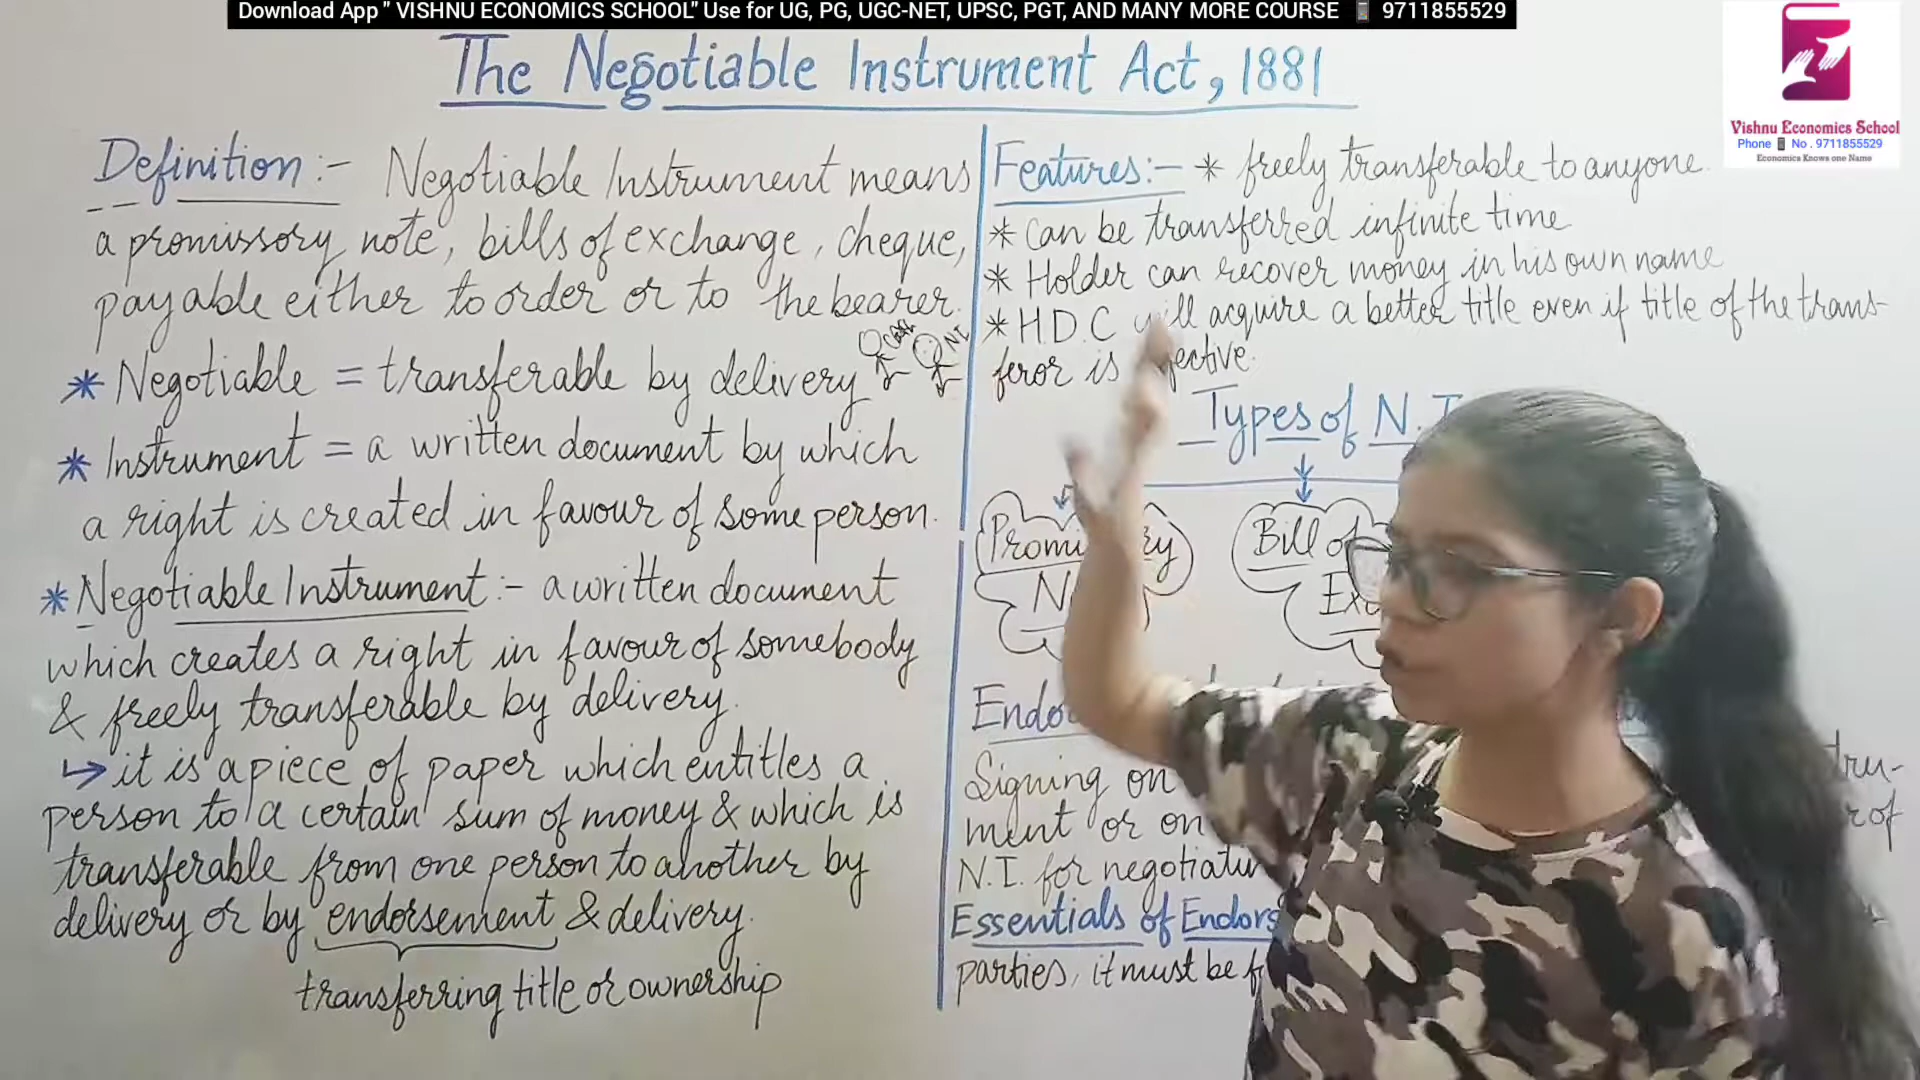 Download App " VISHNU ECONOMICS SCHOOL" Use for UG, PG, UGC-NET, UPSC, PGT, AND MANY MORE COURSE 9711855529
Vishnu Economics School
Phone No . 9711855529
Economics Knows one Name
The Negotiable Instrument Act, 1881
Definition :- Negotiable Instrument means
a promissory note, bills of exchange, cheque,
payable either to order or to the bearer.
* Negotiable = transferable by delivery
* Instrument = a written document by which
a right is created in favour of some person.
* Negotiable Instrument :- a written document
which creates a right in favour of somebody
& freely transferable by delivery.
↳ it is a piece of paper which entitles a
person to a certain sum of money & which is
transferable from one person to another by
delivery or by endorsement & delivery.
transferring title or ownership
NI
Features :- * freely transferable to anyone.
* can be transferred infinite time
* Holder can recover money in his own name
* H.D.C will acquire a better title even if title of the trans-
feror is
Types of N.I
Bill of
Signing on
ment or on
N.I. for
Essentials of
parties, it must be